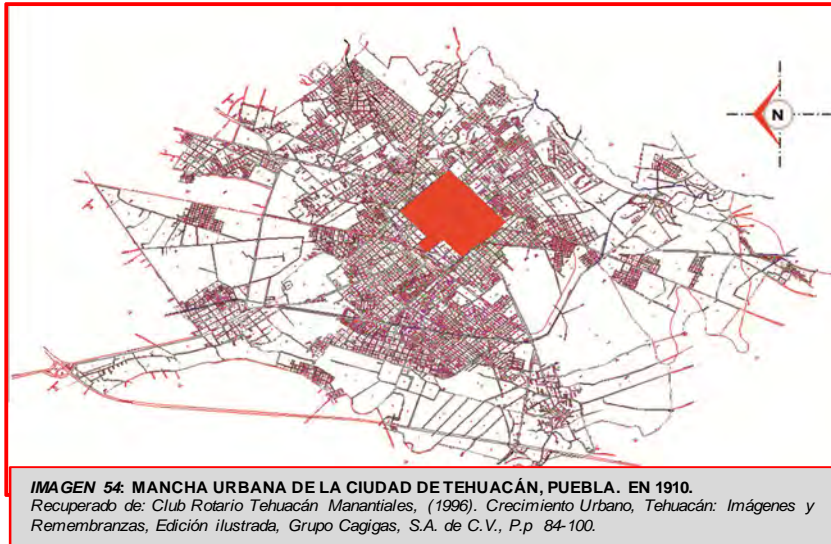 N
IMAGEN 54: MANCHA URBANA DE LA CIUDAD DE TEHUACÁN, PUEBLA. EN 1910.
Recuperado de: Club Rotario Tehuacán Manantiales, (1996). Crecimiento Urbano, Tehuacán: Imágenes y
Remembranzas, Edición ilustrada, Grupo Cagigas, S.A. de C.V., P.p 84-100.